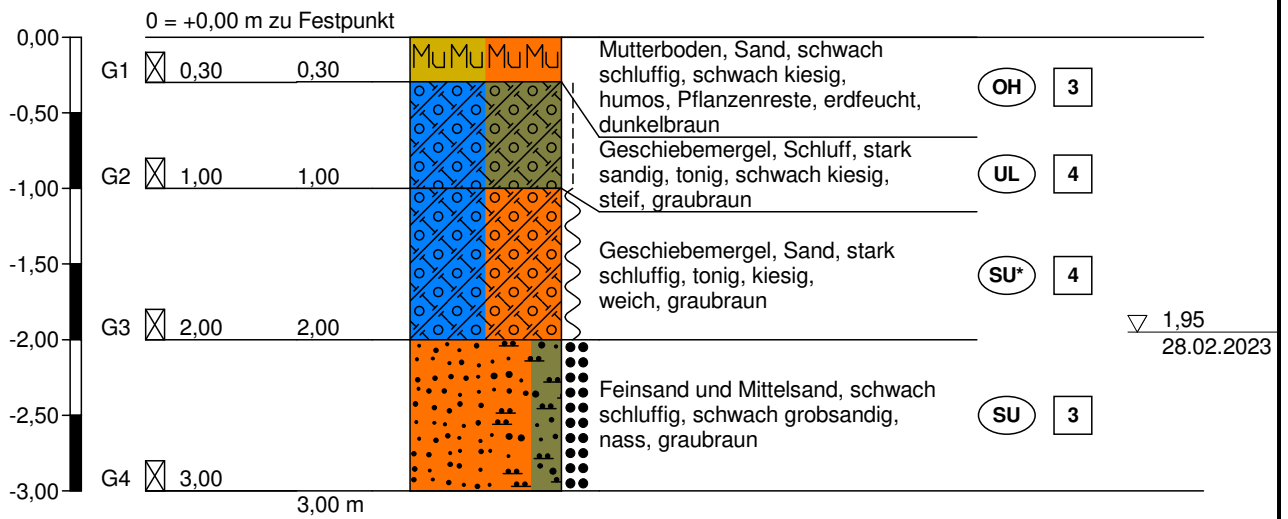 0 = +0,00 m zu Festpunkt
0,00
Mu Mu Mu Mu
Mutterboden, Sand, schwach
schluffig, schwach kiesig,
humos, Pflanzenreste, erdfeucht,
dunkelbraun
G1 0,30 0,30
OH 3
-0,50
Geschiebemergel, Schluff, stark
sandig, tonig, schwach kiesig,
steif, graubraun
G2 1,00 1,00
UL 4
-1,00
Geschiebemergel, Sand, stark
schluffig, tonig, kiesig,
weich, graubraun
SU* 4
-1,50
G3 2,00 2,00
1,95
28.02.2023
-2,00
Feinsand und Mittelsand, schwach
schluffig, schwach grobsandig,
nass, graubraun
SU 3
-2,50
G4 3,00
-3,00
3,00 m